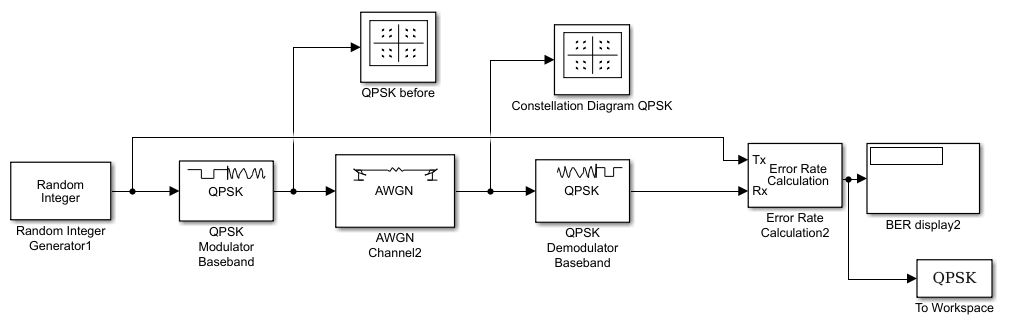 QPSK before
Constellation Diagram QPSK
Random
Integer
Random Integer
Generator1
QPSK
QPSK
Modulator
Baseband
AWGN
AWGN
Channel2
QPSK
QPSK
Demodulator
Baseband
Tx
Rx
Error Rate
Calculation
Error Rate
Calculation2
BER display2
QPSK
To Workspace